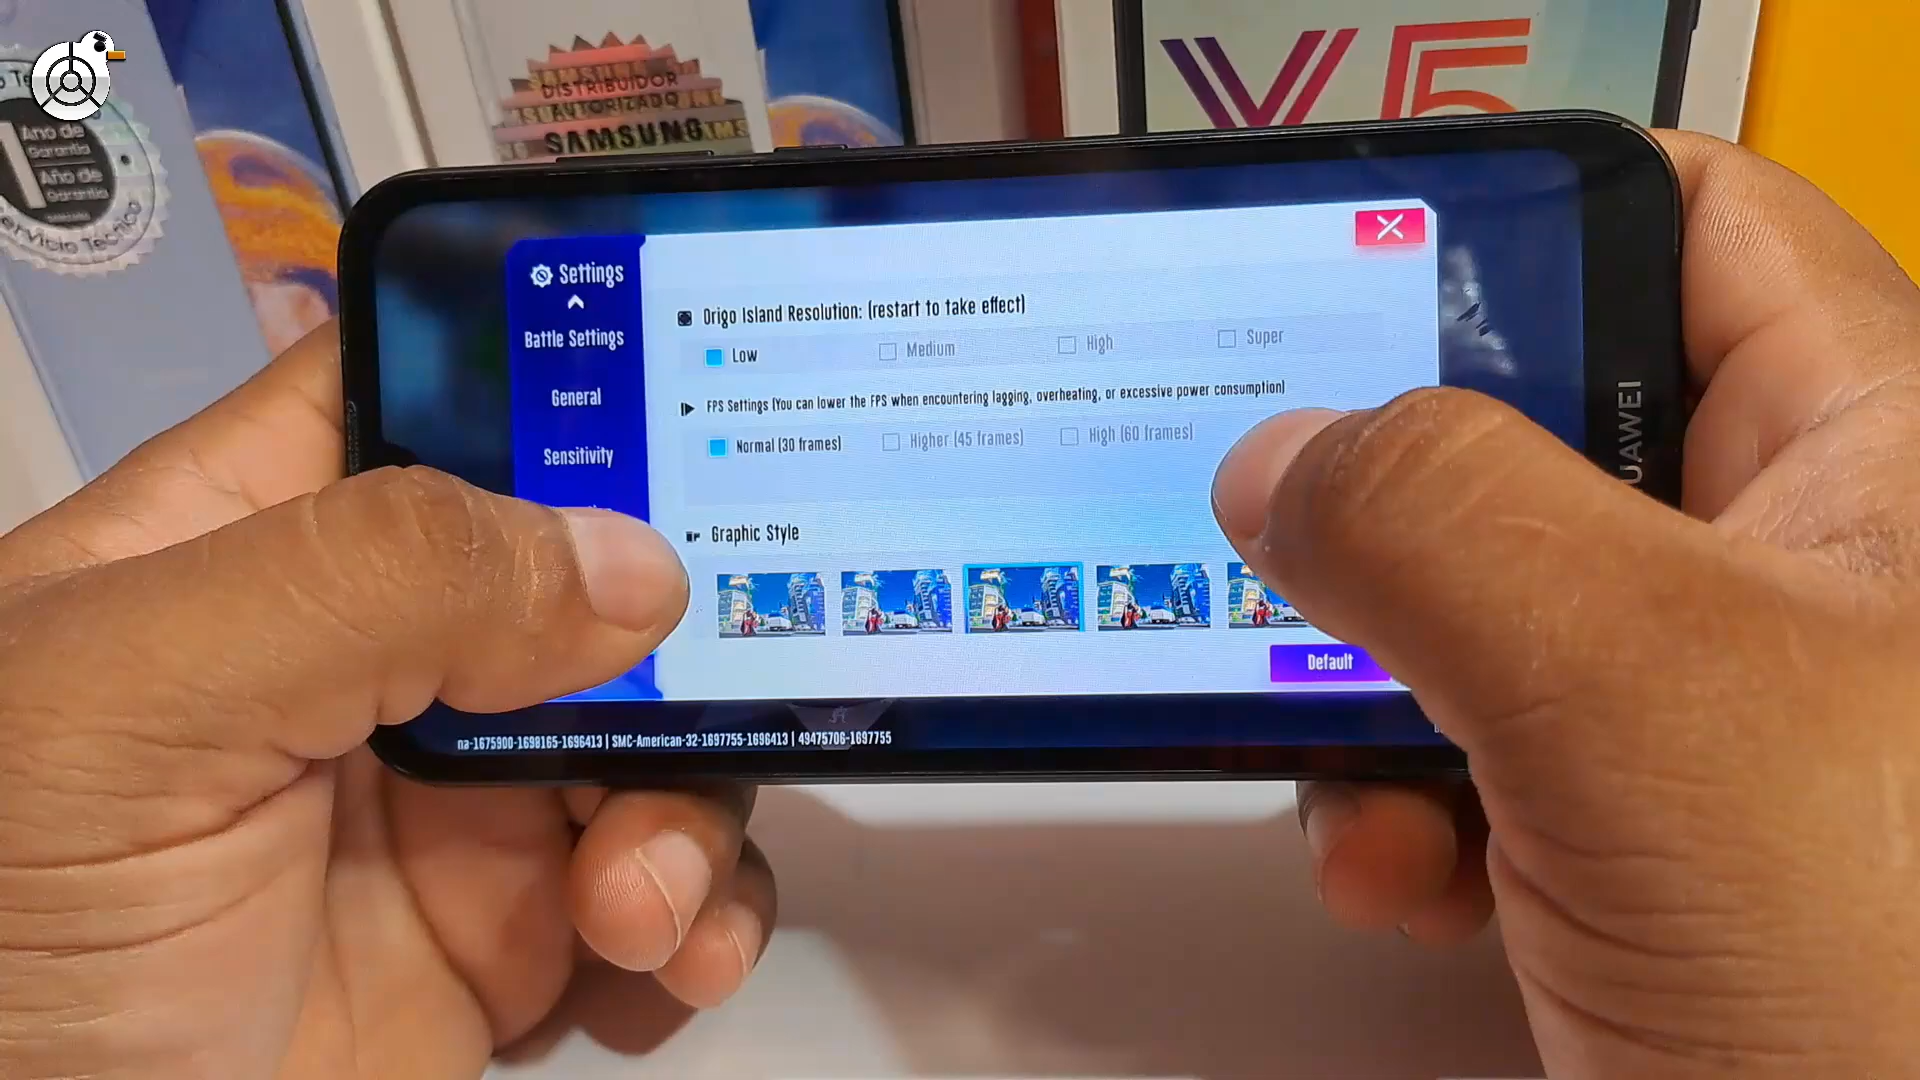 Año de
Garantía
1
Año de
Garantía
Servicio Técnico
DISTRIBUIDOR
AUTORIZADO
SAMSUNG
Y5
HUAWEI
Settings
Battle Settings
General
Sensitivity
Origo Island Resolution: (restart to take effect)
Low Medium High Super
FPS Settings (You can lower the FPS when encountering lagging, overheating, or excessive power consumption)
Normal (30 frames) Higher (45 frames) High (60 frames)
Graphic Style
Default
na-1675900-1698165-1696413 | SMC-American-32-1697755-1696413 | 49475706-1697755